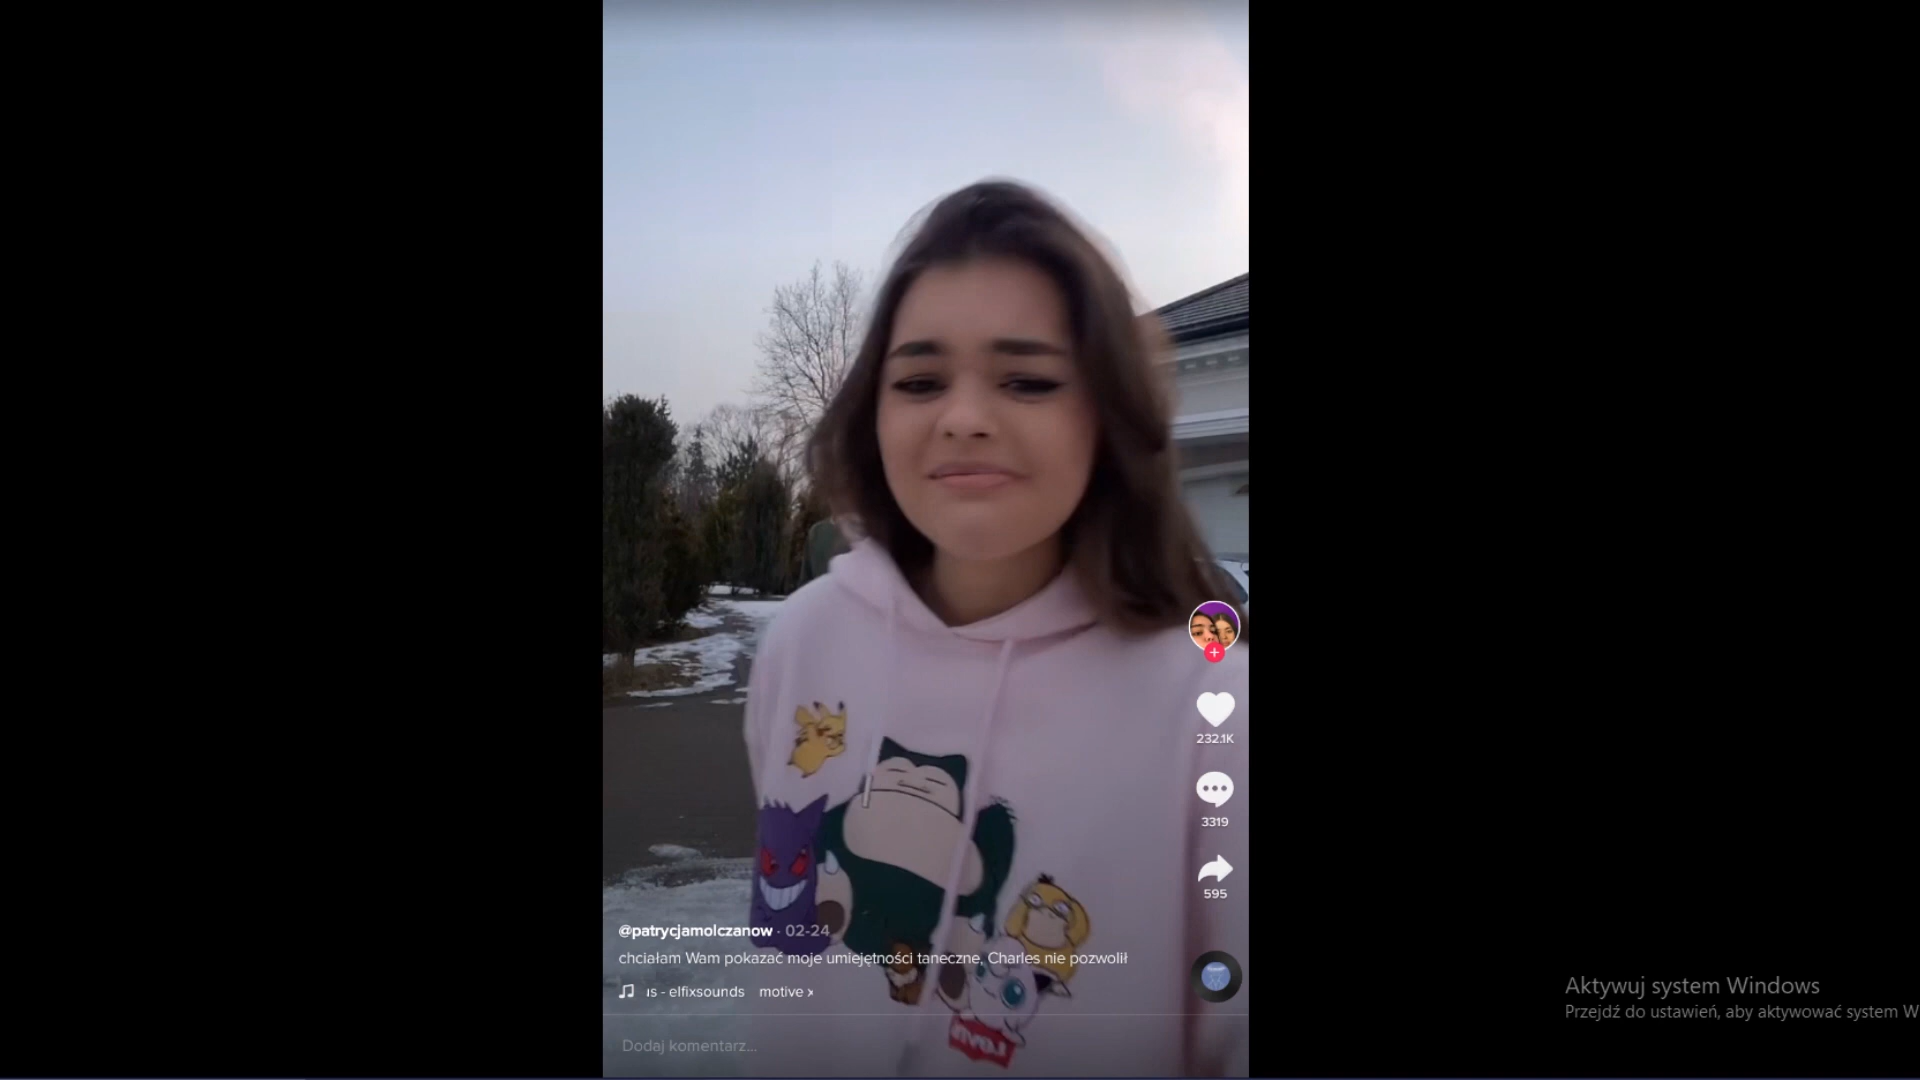 232.1K
3319
595
@patrycjamolczanow · 02-24
chciałam Wam pokazać moje umiejętności taneczne, Charles nie pozwolił
ıs - elfixsounds motive x
Dodaj komentarz...
LEVI'S
Aktywuj system Windows
Przejdź do ustawień, aby aktywować system W